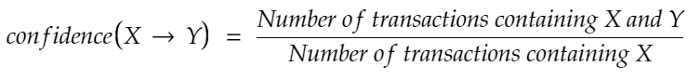 confidence(X → Y) = Number of transactions containing X and Y / Number of transactions containing X